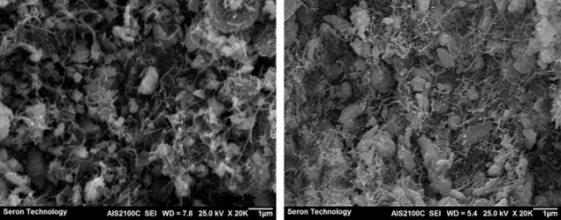 Seron Technology AIS2100C SEI WD = 7.8 25.0 kV X 20K 1µm
Seron Technology AIS2100C SEI WD = 5.4 25.0 kV X 20K 1µm